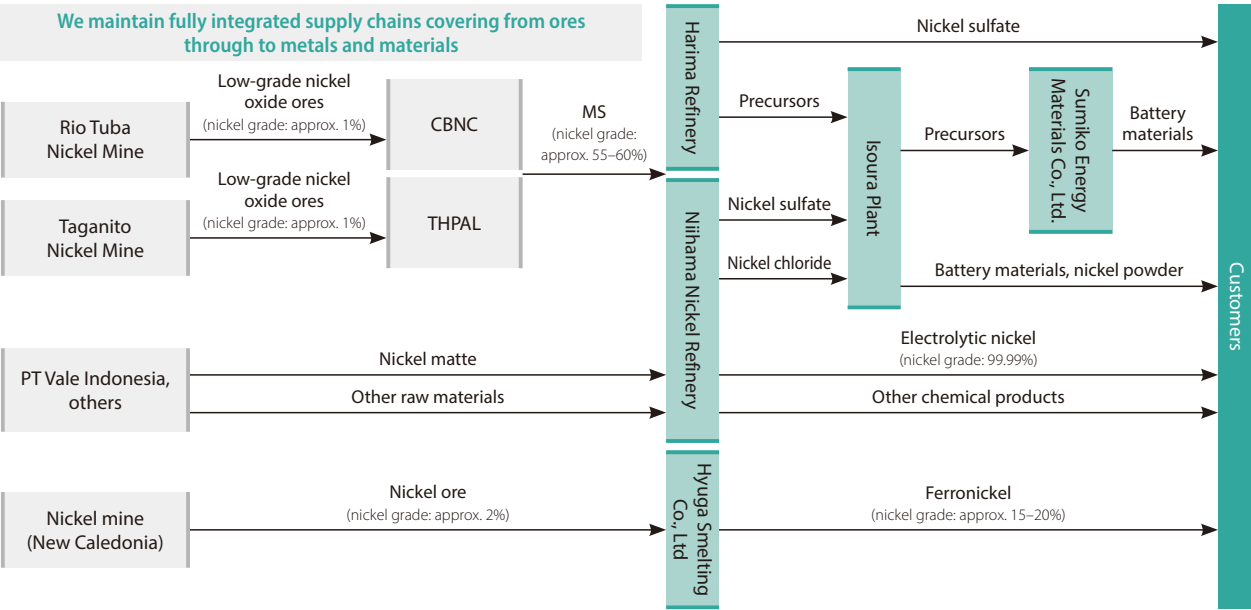 We maintain fully integrated supply chains covering from ores
through to metals and materials
Rio Tuba
Nickel Mine
Low-grade nickel
oxide ores
(nickel grade: approx. 1%)
CBNC
Taganito
Nickel Mine
Low-grade nickel
oxide ores
(nickel grade: approx. 1%)
THPAL
MS
(nickel grade:
approx. 55–60%)
PT Vale Indonesia,
others
Nickel matte
Other raw materials
Nickel mine
(New Caledonia)
Nickel ore
(nickel grade: approx. 2%)
Harima Refinery
Niihama Nickel Refinery
Hyuga Smelting
Co., Ltd
Nickel sulfate
Precursors
Nickel sulfate
Nickel chloride
Isoura Plant
Precursors
Sumiko Energy
Materials Co., Ltd.
Battery
materials
Battery materials, nickel powder
Electrolytic nickel
(nickel grade: 99.99%)
Other chemical products
Ferronickel
(nickel grade: approx. 15–20%)
Customers